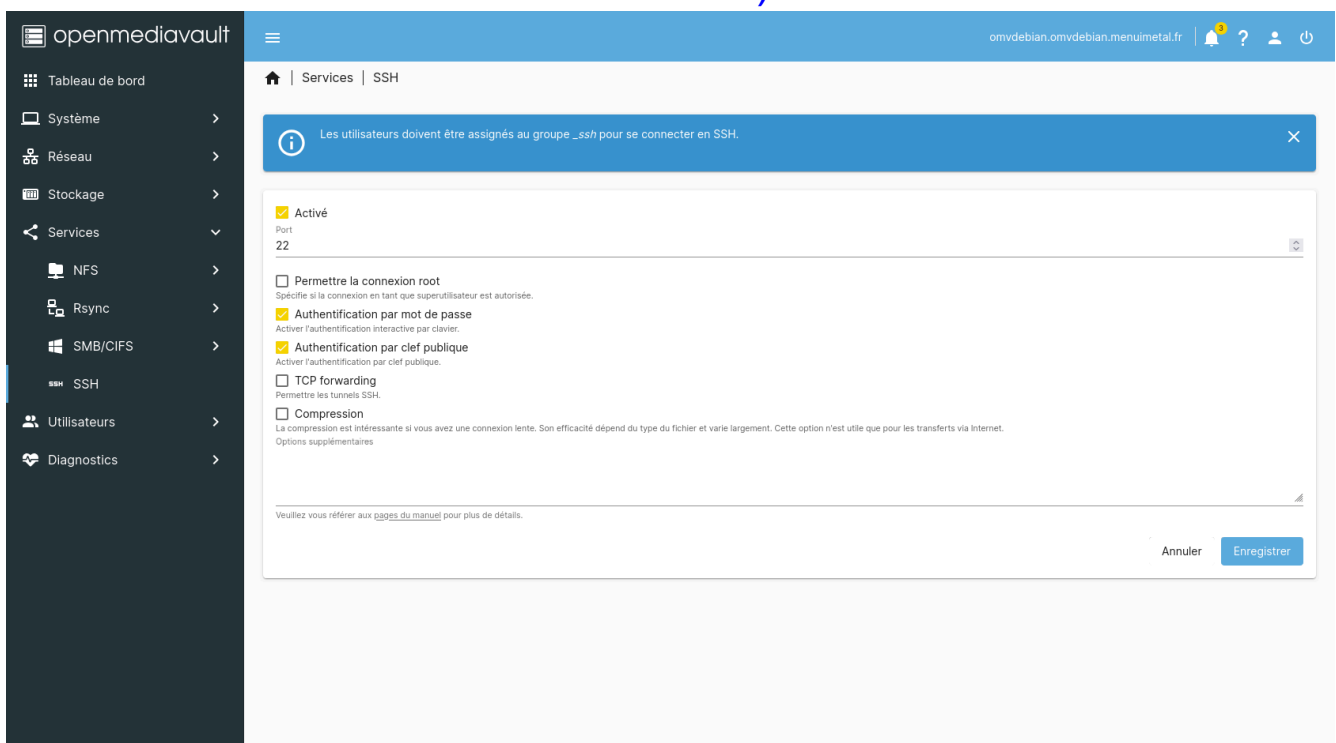 openmediavault
omvdebian.omvdebian.menuimetal.fr
3
?
Tableau de bord
Système
Réseau
Stockage
Services
NFS
Rsync
SMB/CIFS
SSH SSH
Utilisateurs
Diagnostics
| Services | SSH
Les utilisateurs doivent être assignés au groupe _ssh pour se connecter en SSH.
Activé
Port
22
Permettre la connexion root
Spécifie si la connexion en tant que superutilisateur est autorisée.
Authentification par mot de passe
Activer l'authentification interactive par clavier.
Authentification par clef publique
Activer l'authentification par clef publique.
TCP forwarding
Permettre les tunnels SSH.
Compression
La compression est intéressante si vous avez une connexion lente. Son efficacité dépend du type du fichier et varie largement. Cette option n'est utile que pour les transferts via Internet.
Options supplémentaires
Veuillez vous référer aux pages du manuel pour plus de détails.
Annuler
Enregistrer